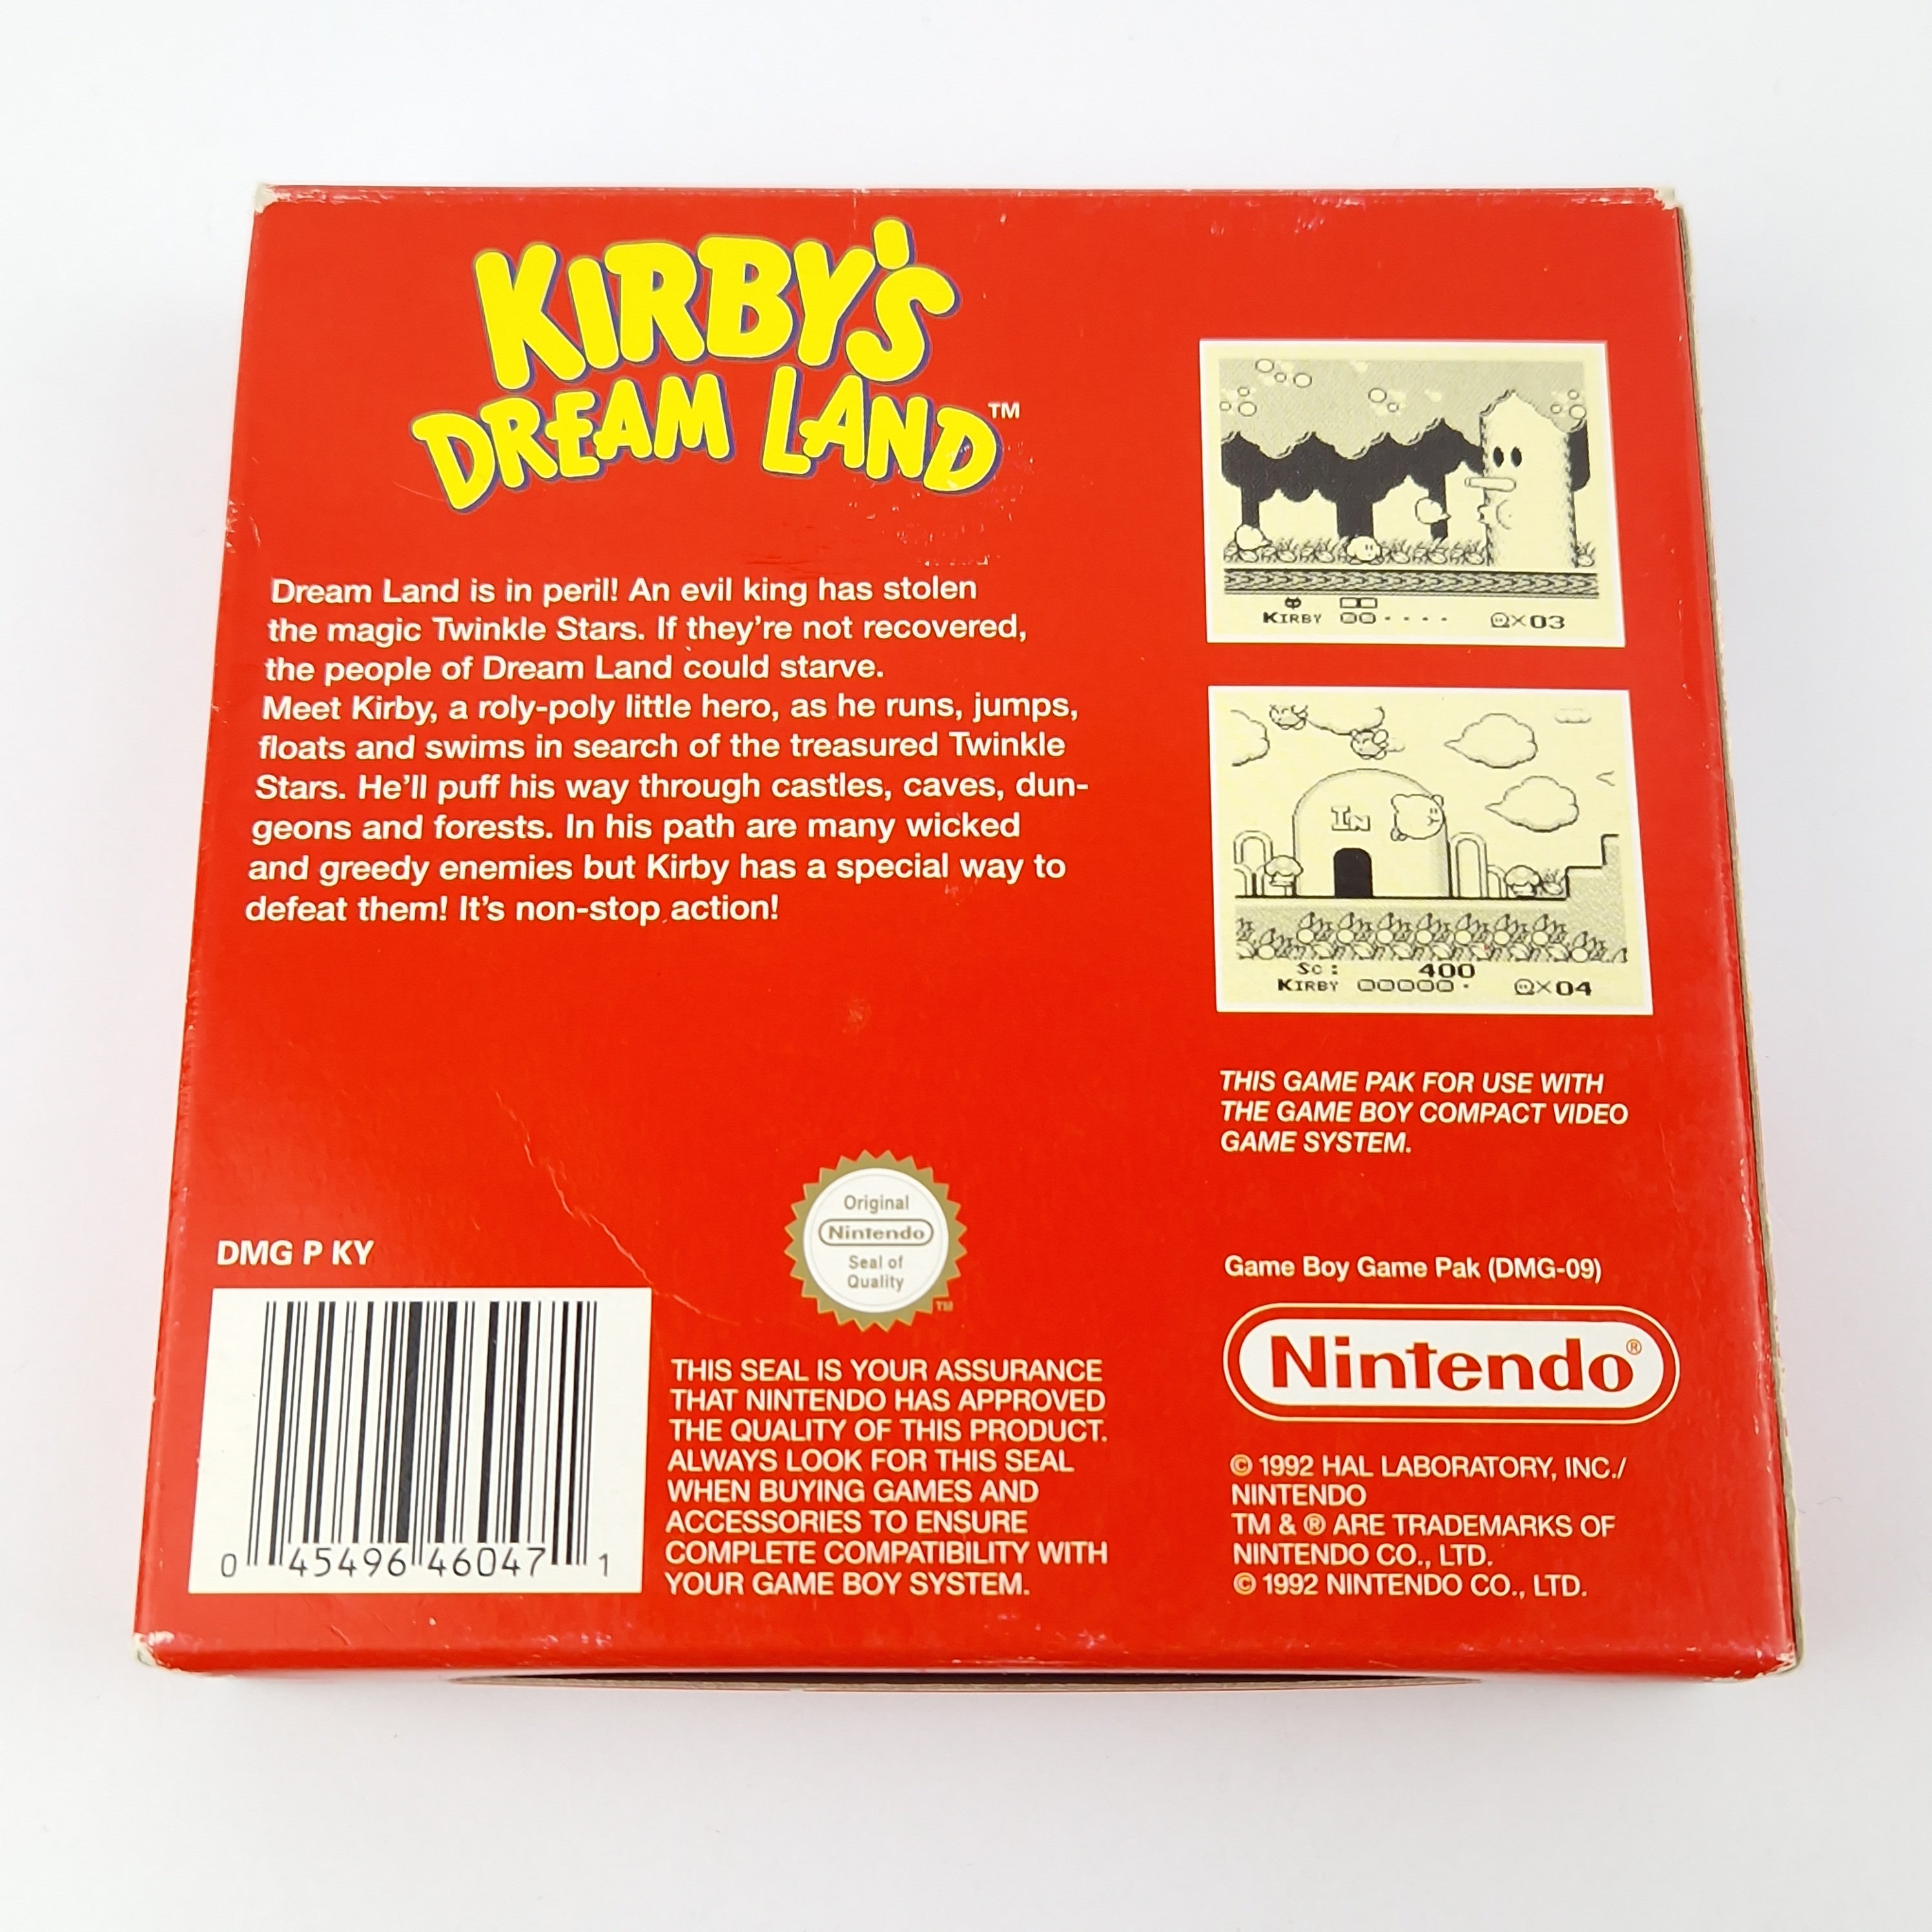 KIRBY'S
DREAM LAND™
Dream Land is in peril! An evil king has stolen
the magic Twinkle Stars. If they're not recovered,
the people of Dream Land could starve.
Meet Kirby, a roly-poly little hero, as he runs, jumps,
floats and swims in search of the treasured Twinkle
Stars. He'll puff his way through castles, caves, dun-
geons and forests. In his path are many wicked
and greedy enemies but Kirby has a special way to
defeat them! It's non-stop action!
KIRBY ×03
IN
Sc: 400
KIRBY ×04
THIS GAME PAK FOR USE WITH
THE GAME BOY COMPACT VIDEO
GAME SYSTEM.
DMG P KY
0 45496 46047 1
Original
Nintendo
Seal of
Quality
TM
THIS SEAL IS YOUR ASSURANCE
THAT NINTENDO HAS APPROVED
THE QUALITY OF THIS PRODUCT.
ALWAYS LOOK FOR THIS SEAL
WHEN BUYING GAMES AND
ACCESSORIES TO ENSURE
COMPLETE COMPATIBILITY WITH
YOUR GAME BOY SYSTEM.
Game Boy Game Pak (DMG-09)
Nintendo®
© 1992 HAL LABORATORY, INC./
NINTENDO
TM & ® ARE TRADEMARKS OF
NINTENDO CO., LTD.
© 1992 NINTENDO CO., LTD.